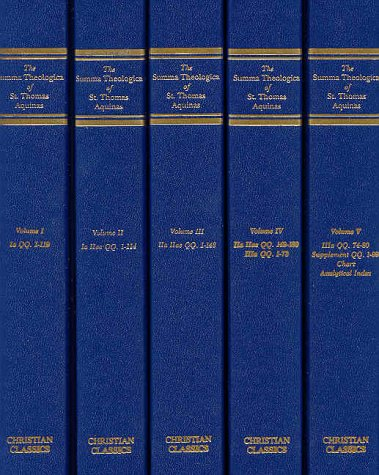 The
Summa Theologica
of
St. Thomas
Aquinas
Volume I
Ia QQ. 1-119
CHRISTIAN
CLASSICS
The
Summa Theologica
of
St. Thomas
Aquinas
Volume II
Ia IIae QQ. 1-114
CHRISTIAN
CLASSICS
The
Summa Theologica
of
St. Thomas
Aquinas
Volume III
IIa IIae QQ. 1-148
CHRISTIAN
CLASSICS
The
Summa Theologica
of
St. Thomas
Aquinas
Volume IV
IIa IIae QQ. 149-189
IIIa QQ. 1-73
CHRISTIAN
CLASSICS
The
Summa Theologica
of
St. Thomas
Aquinas
Volume V
IIIa QQ. 74-90
Supplement QQ. 1-99
Chart
Analytical Index
CHRISTIAN
CLASSICS